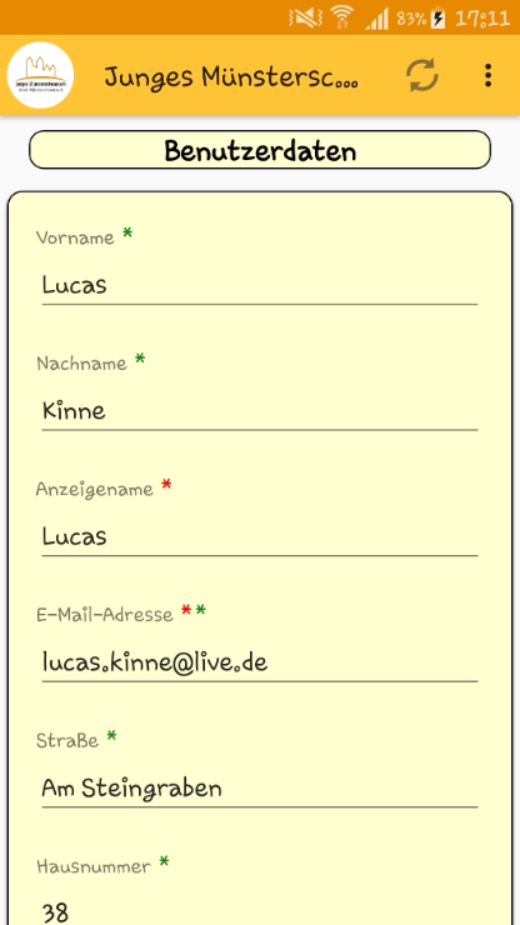 83% 17:11
Junges Münstersc...
Benutzerdaten
Vorname *
Lucas
Nachname *
Kinne
Anzeigename *
Lucas
E-Mail-Adresse **
lucas.kinne@live.de
Straße *
Am Steingraben
Hausnummer *
38